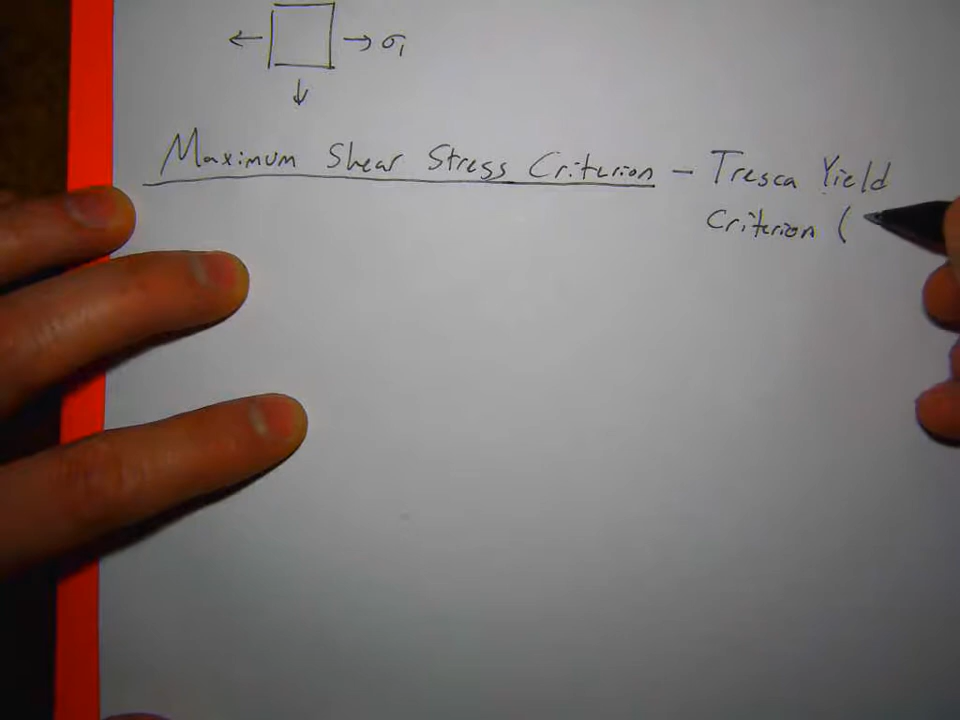 σ₁
Maximum Shear Stress Criterion - Tresca Yield
Criterion (